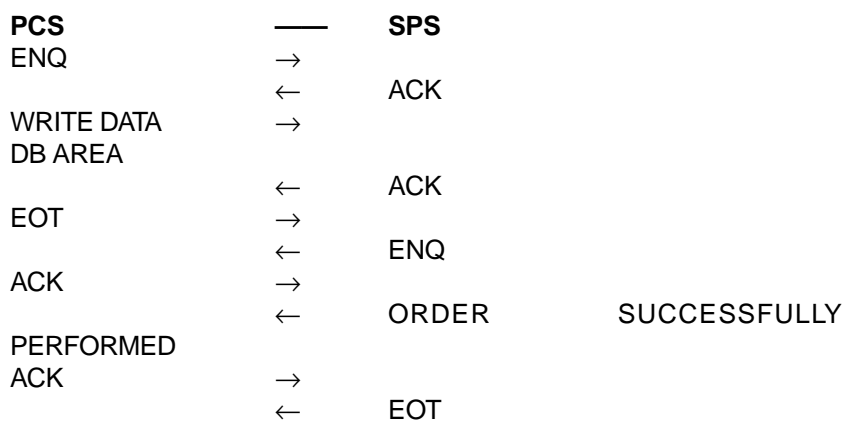 PCS —— SPS
ENQ →
← ACK
WRITE DATA →
DB AREA
← ACK
EOT →
← ENQ
ACK →
← ORDER SUCCESSFULLY
PERFORMED
ACK →
← EOT